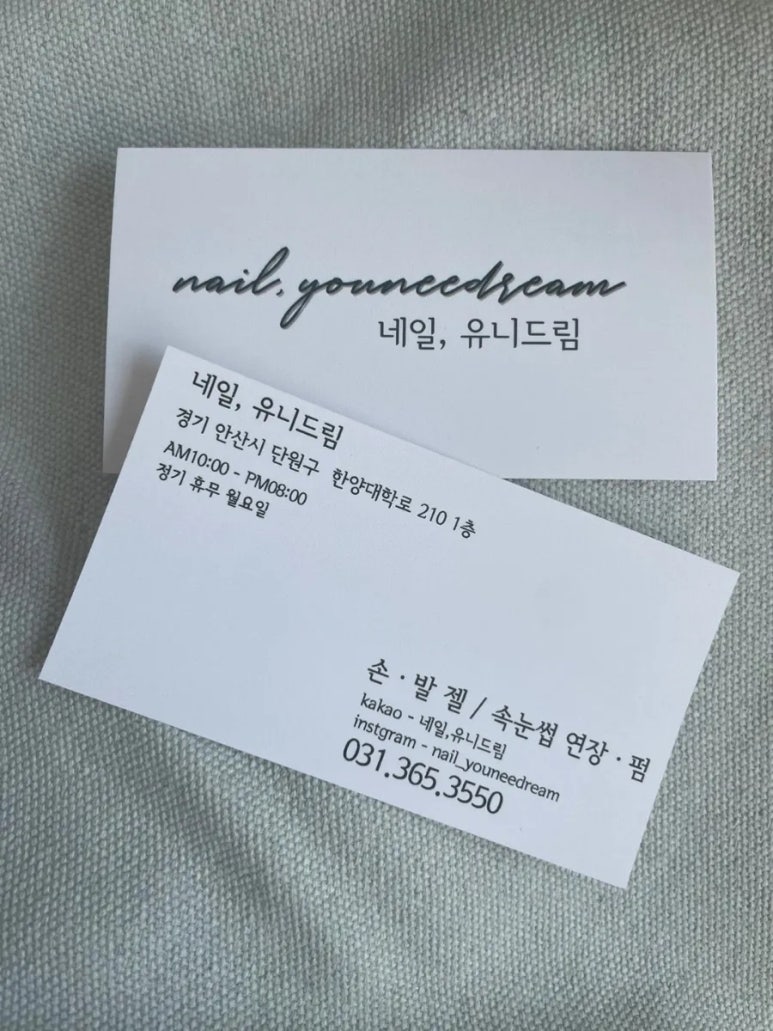 nail, youneedream
네일, 유니드림
네일, 유니드림
경기 안산시 단원구 한양대학로 210 1층
AM10:00 - PM08:00
정기 휴무 월요일
손 · 발 젤 / 속눈썹 연장 · 펌
kakao - 네일,유니드림
instgram - nail_youneedream
031.365.3550